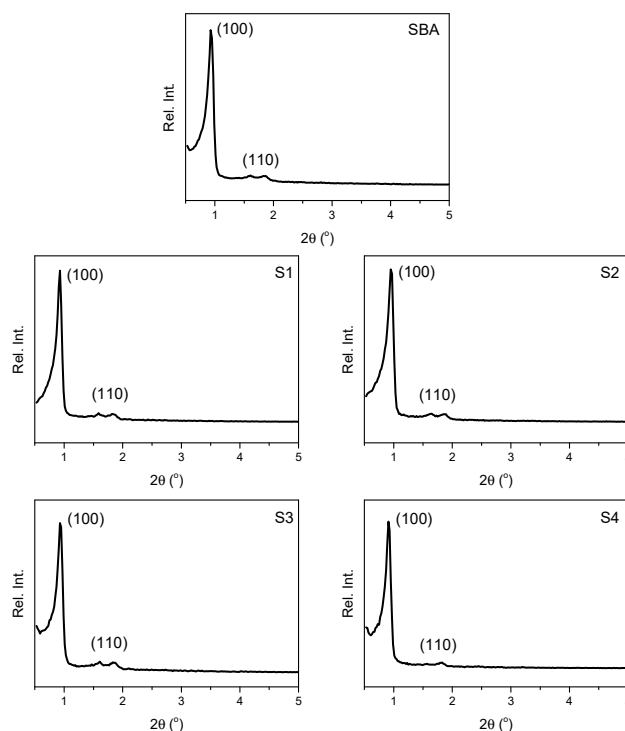 SBA
(100)
(110)
Rel. Int.
1 2 3 4 5
2θ (°)
S1
(100)
(110)
Rel. Int.
1 2 3 4 5
2θ (°)
S2
(100)
(110)
Rel. Int.
1 2 3 4
2θ (°)
S3
(100)
(110)
Rel. Int.
1 2 3 4 5
2θ (°)
S4
(100)
(110)
Rel. Int.
1 2 3 4
2θ (°)